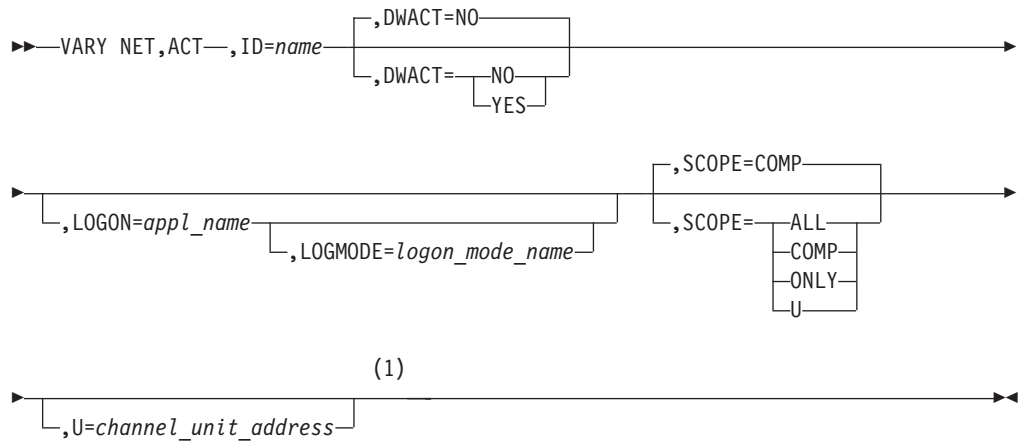 ,DWACT=NO
VARY NET,ACT ,ID=name
,DWACT= NO
YES
,SCOPE=COMP
,LOGON=appl_name ,SCOPE= ALL
,LOGMODE=logon_mode_name COMP
ONLY
U
(1)
,U=channel_unit_address